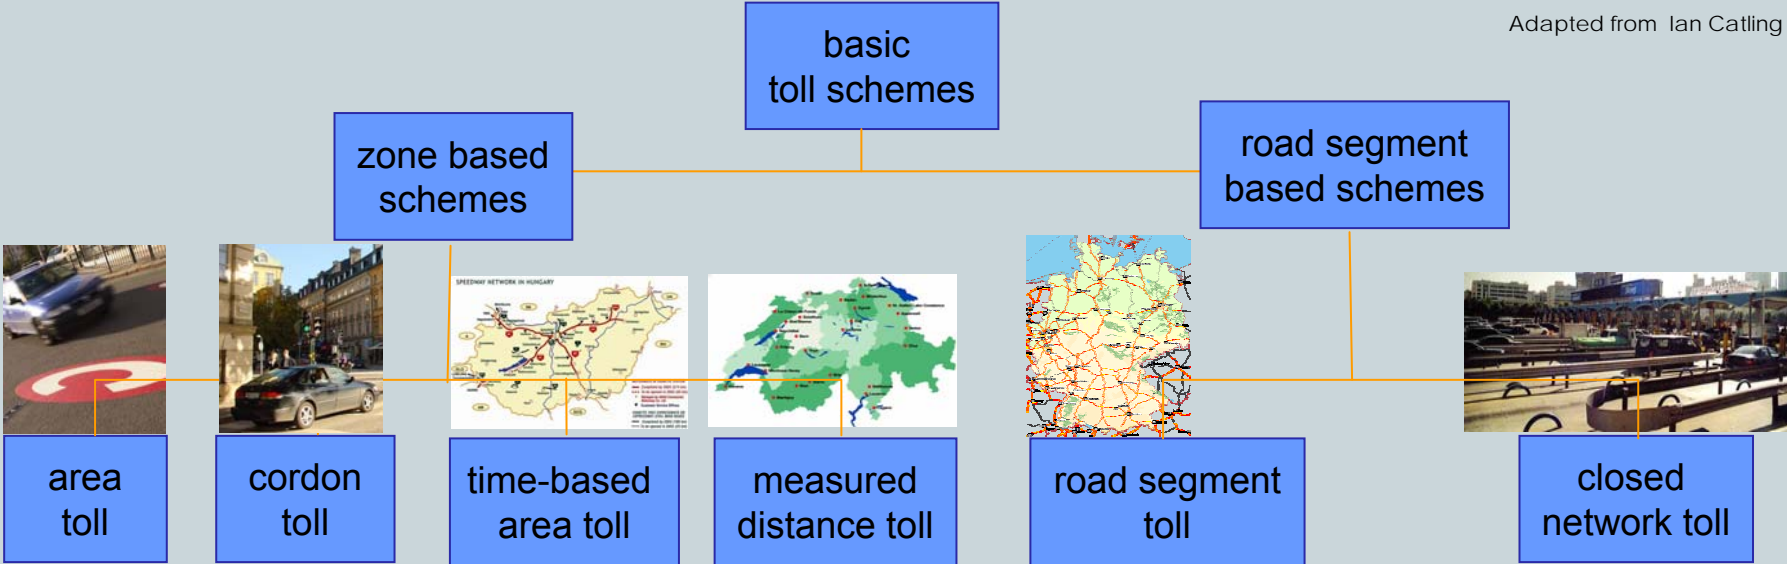 Adapted from Ian Catling
basic
toll schemes
zone based
schemes
road segment
based schemes
SPEEDWAY NETWORK IN HUNGARY
area
toll
cordon
toll
time-based
area toll
measured
distance toll
road segment
toll
closed
network toll